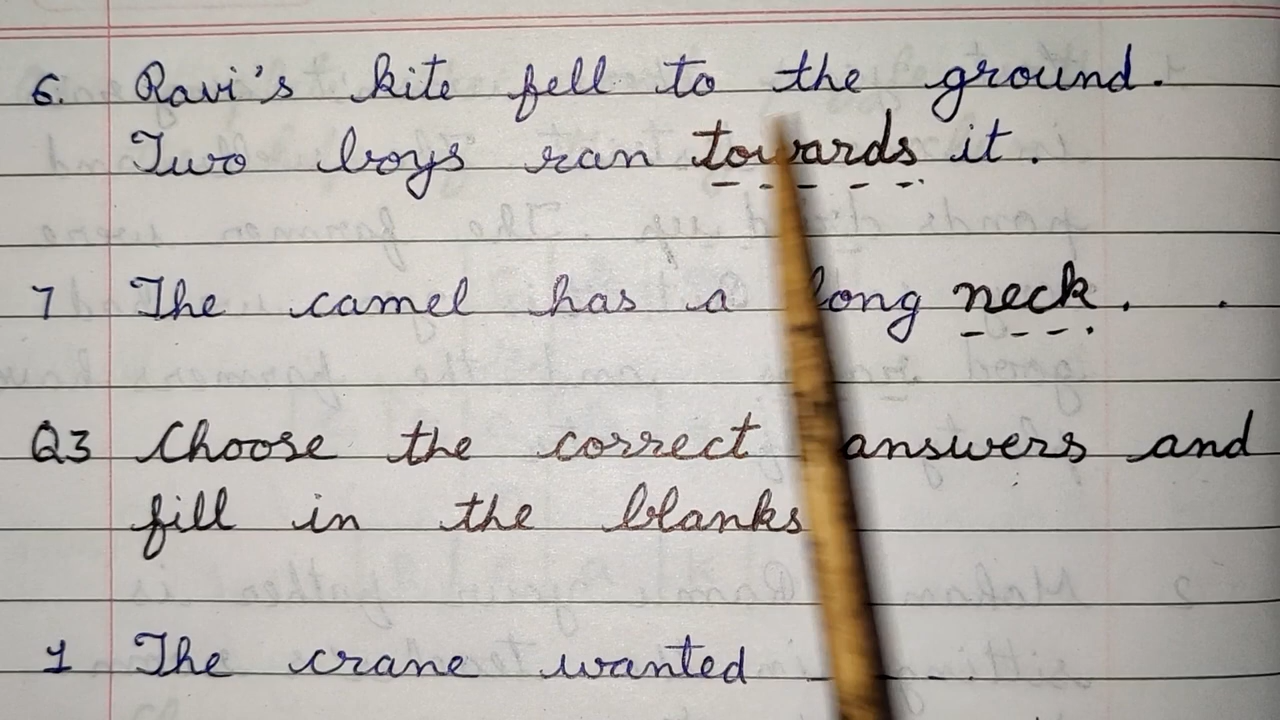 6. Ravi's kite fell to the ground.
Two boys ran towards it.
7 The camel has a long neck.
Q3 Choose the correct answers and
fill in the blanks
1 The crane wanted